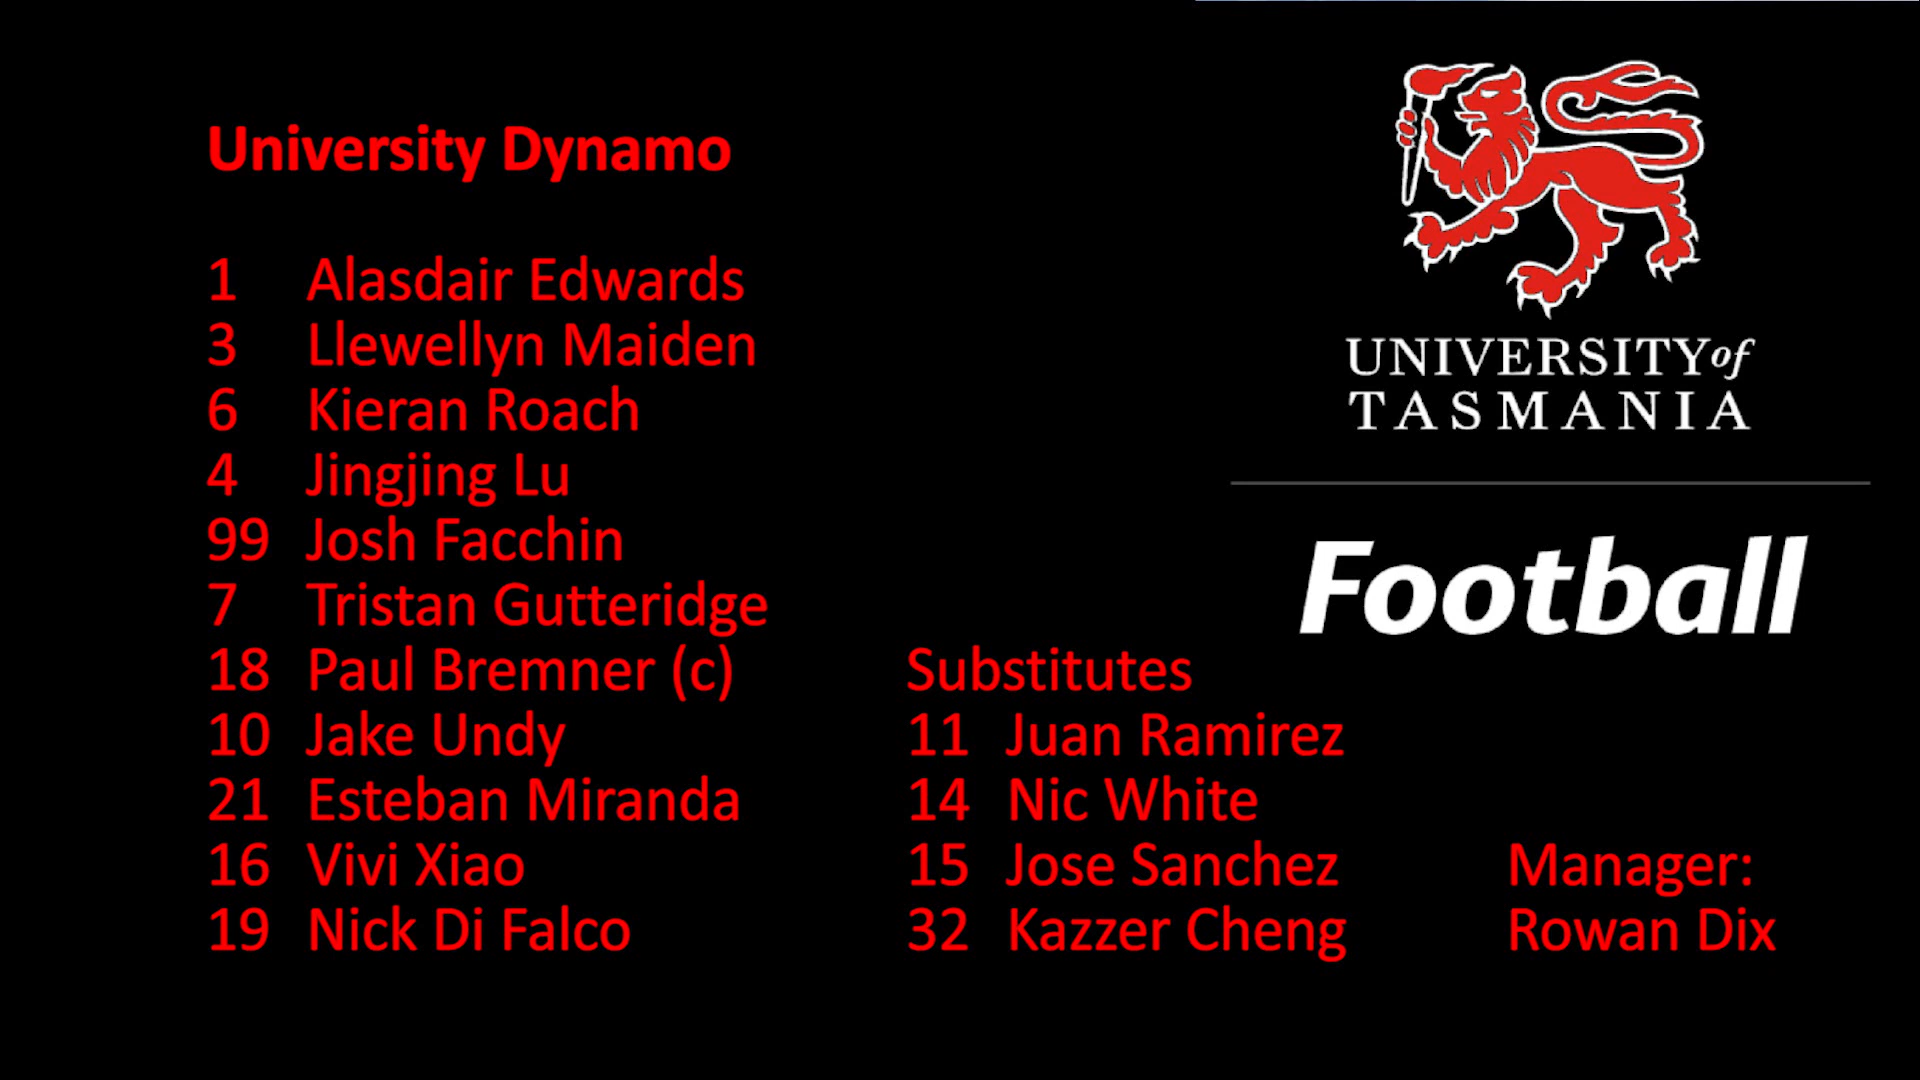 University Dynamo
1 Alasdair Edwards
3 Llewellyn Maiden
6 Kieran Roach
4 Jingjing Lu
99 Josh Facchin
7 Tristan Gutteridge
18 Paul Bremner (c)
10 Jake Undy
21 Esteban Miranda
16 Vivi Xiao
19 Nick Di Falco
Substitutes
11 Juan Ramirez
14 Nic White
15 Jose Sanchez
32 Kazzer Cheng
Manager:
Rowan Dix
UNIVERSITY of
TASMANIA
Football